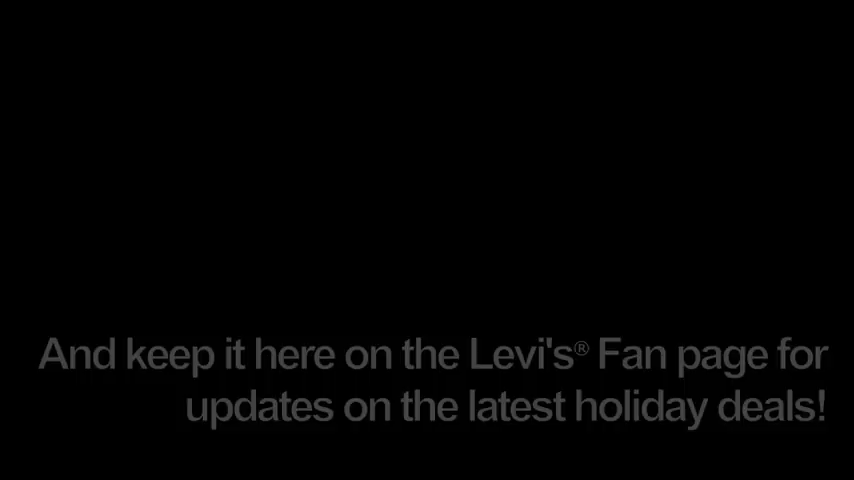 And keep it here on the Levi's® Fan page for
updates on the latest holiday deals!